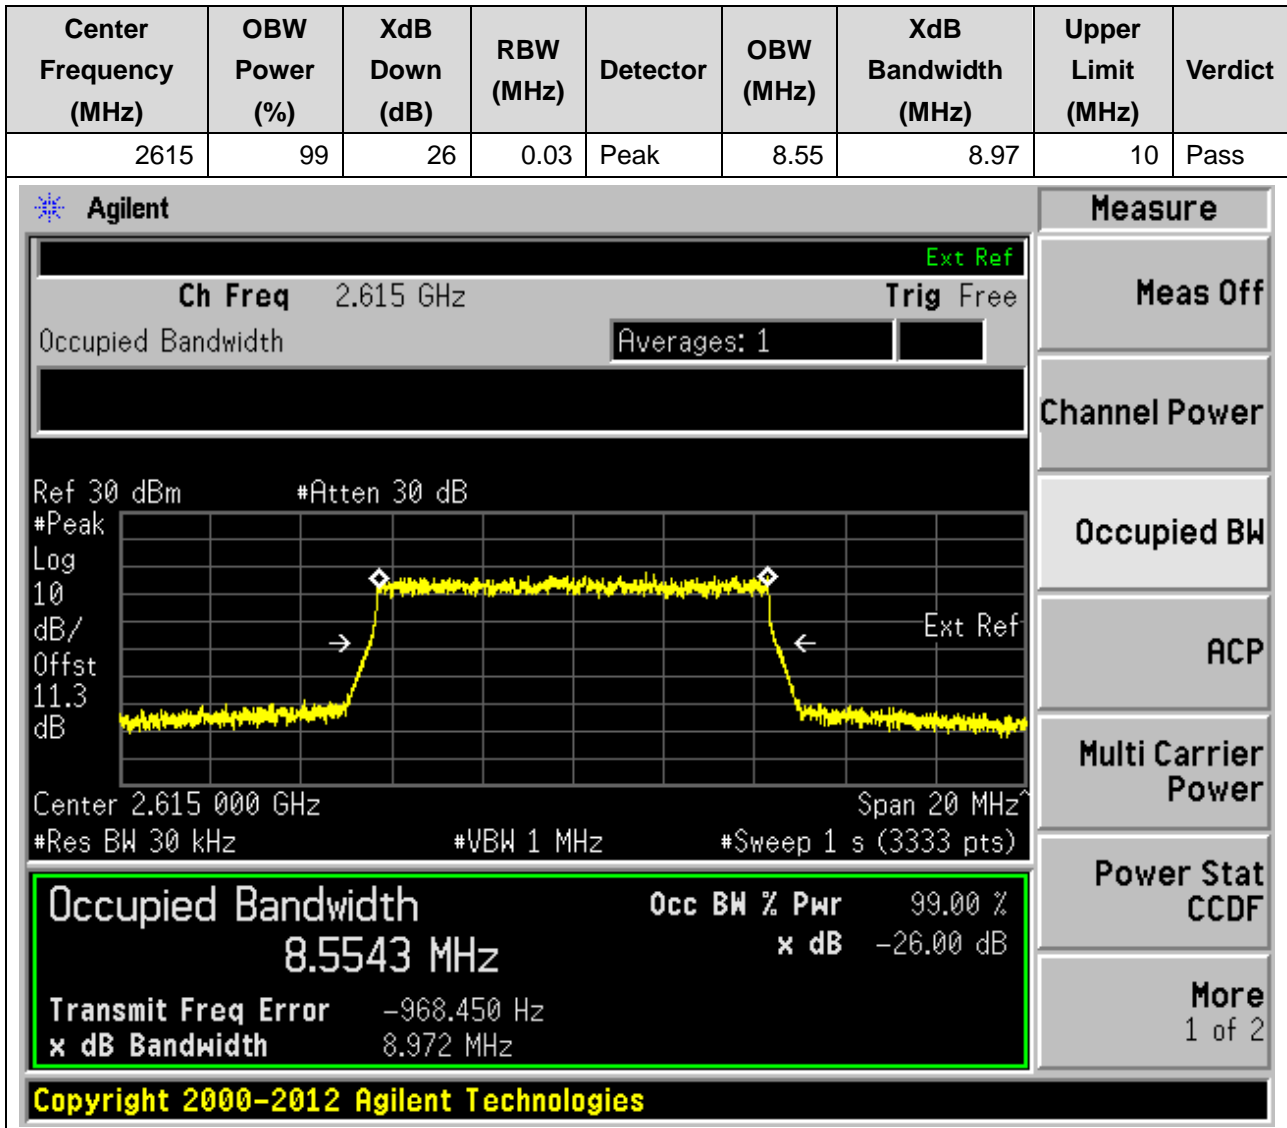 Center Frequency (MHz) OBW Power (%) XdB Down (dB) RBW (MHz) Detector OBW (MHz) XdB Bandwidth (MHz) Upper Limit (MHz) Verdict
2615 99 26 0.03 Peak 8.55 8.97 10 Pass
Agilent
Measure
Ext Ref
Ch Freq 2.615 GHz Trig Free
Meas Off
Occupied Bandwidth Averages: 1
Channel Power
Ref 30 dBm #Atten 30 dB
#Peak
Log
10
dB/
Offst
11.3
dB
Ext Ref
Occupied BW
ACP
Center 2.615 000 GHz Span 20 MHz^
#Res BW 30 kHz #VBW 1 MHz #Sweep 1 s (3333 pts)
Multi Carrier
Power
Occupied Bandwidth Occ BW % Pwr 99.00 %
8.5543 MHz x dB -26.00 dB
Power Stat
CCDF
Transmit Freq Error -968.450 Hz
x dB Bandwidth 8.972 MHz
More
1 of 2
Copyright 2000-2012 Agilent Technologies